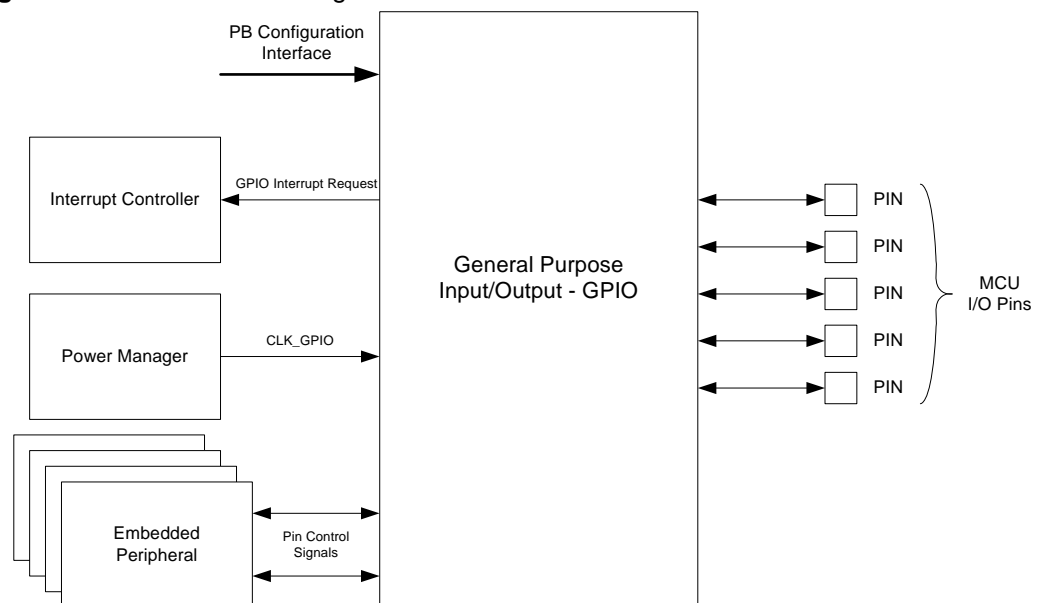 PB Configuration
Interface
Interrupt Controller
GPIO Interrupt Request
General Purpose
Input/Output - GPIO
Power Manager
CLK_GPIO
Embedded
Peripheral
Pin Control
Signals
PIN
PIN
PIN
PIN
PIN
MCU
I/O Pins